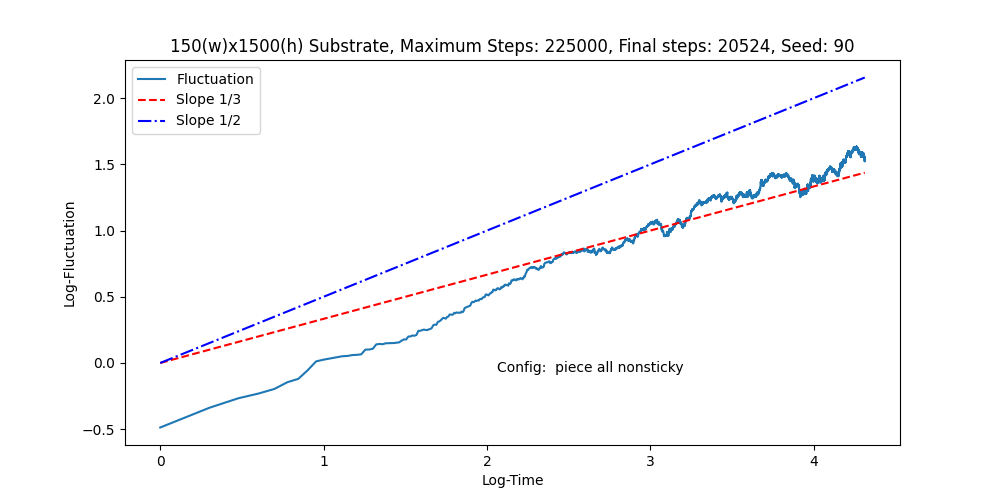 150(w)x1500(h) Substrate, Maximum Steps: 225000, Final steps: 20524, Seed: 90
Fluctuation
Slope 1/3
Slope 1/2
2.0
1.5
1.0
0.5
0.0
−0.5
Log-Fluctuation
Config:  piece all nonsticky
0 1 2 3 4
Log-Time